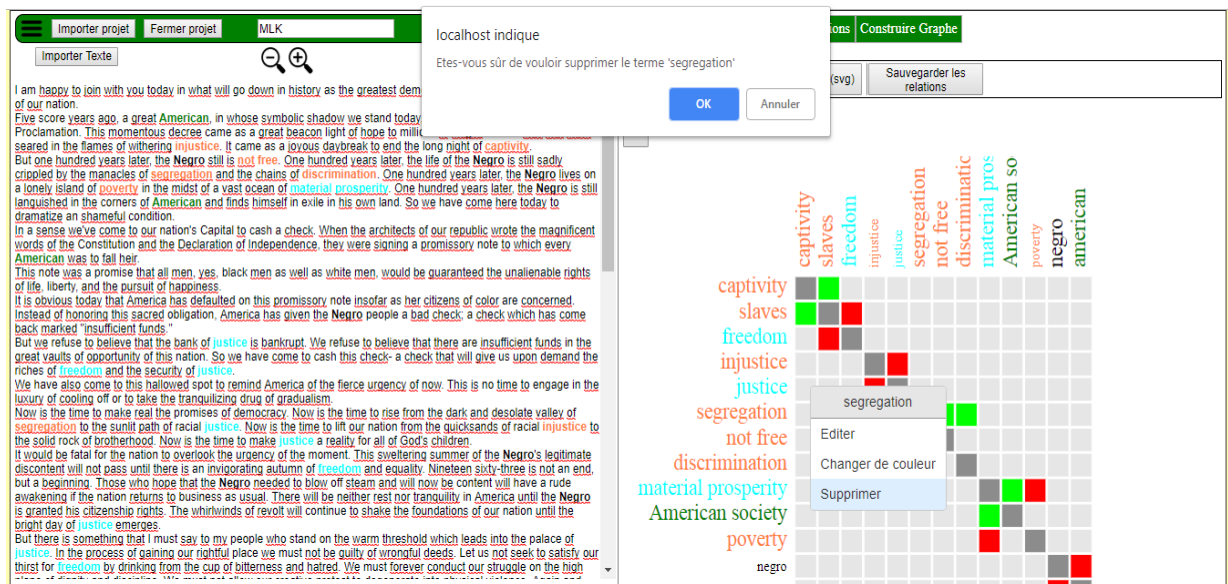 Importer projet Fermer projet MLK
ions Construire Graphe
Importer Texte
localhost indique
Etes-vous sûr de vouloir supprimer le terme 'segregation'
OK Annuler
(svg) Sauvegarder les
relations
I am happy to join with you today in what will go down in history as the greatest dem
of our nation.
Five score years ago, a great American, in whose symbolic shadow we stand today
Proclamation. This momentous decree came as a great beacon light of hope to milli
seared in the flames of withering injustice. It came as a joyous daybreak to end the long night of captivity.
But one hundred years later, the Negro still is not free. One hundred years later, the life of the Negro is still sadly
crippled by the manacles of segregation and the chains of discrimination. One hundred years later, the Negro lives on
a lonely island of poverty in the midst of a vast ocean of material prosperity. One hundred years later, the Negro is still
languished in the corners of American and finds himself in exile in his own land. So we have come here today to
dramatize an shameful condition.
In a sense we've come to our nation's Capital to cash a check. When the architects of our republic wrote the magnificent
words of the Constitution and the Declaration of Independence, they were signing a promissory note to which every
American was to fall heir.
This note was a promise that all men, yes, black men as well as white men, would be guaranteed the unalienable rights
of life, liberty, and the pursuit of happiness.
It is obvious today that America has defaulted on this promissory note insofar as her citizens of color are concerned.
Instead of honoring this sacred obligation, America has given the Negro people a bad check; a check which has come
back marked "insufficient funds."
But we refuse to believe that the bank of justice is bankrupt. We refuse to believe that there are insufficient funds in the
great vaults of opportunity of this nation. So we have come to cash this check- a check that will give us upon demand the
riches of freedom and the security of justice.
We have also come to this hallowed spot to remind America of the fierce urgency of now. This is no time to engage in the
luxury of cooling off or to take the tranquilizing drug of gradualism.
Now is the time to make real the promises of democracy. Now is the time to rise from the dark and desolate valley of
segregation to the sunlit path of racial justice. Now is the time to lift our nation from the quicksands of racial injustice to
the solid rock of brotherhood. Now is the time to make justice a reality for all of God's children.
It would be fatal for the nation to overlook the urgency of the moment. This sweltering summer of the Negro's legitimate
discontent will not pass until there is an invigorating autumn of freedom and equality. Nineteen sixty-three is not an end,
but a beginning. Those who hope that the Negro needed to blow off steam and will now be content will have a rude
awakening if the nation returns to business as usual. There will be neither rest nor tranquility in America until the Negro
is granted his citizenship rights. The whirlwinds of revolt will continue to shake the foundations of our nation until the
bright day of justice emerges.
But there is something that I must say to my people who stand on the warm threshold which leads into the palace of
justice. In the process of gaining our rightful place we must not be guilty of wrongful deeds. Let us not seek to satisfy our
thirst for freedom by drinking from the cup of bitterness and hatred. We must forever conduct our struggle on the high
captivity
slaves
freedom
injustice
justice
segregation
not free
discriminatic
material pros
American so
poverty
negro
american
captivity
slaves
freedom
injustice
justice
segregation
not free
discrimination
material prosperity
American society
poverty
negro
segregation
Editer
Changer de couleur
Supprimer